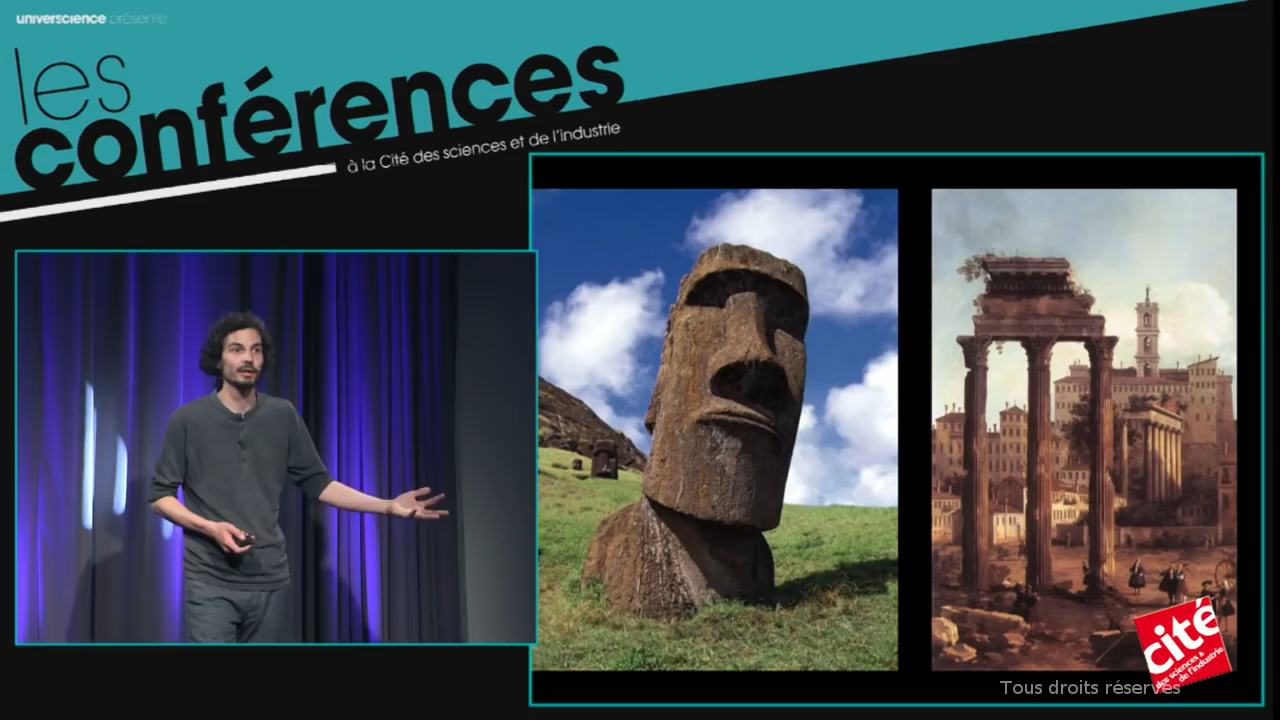 universcience présente
les
conférences
à la Cité des sciences et de l'industrie
cité
des sciences &
de l'industrie
Tous droits réservés